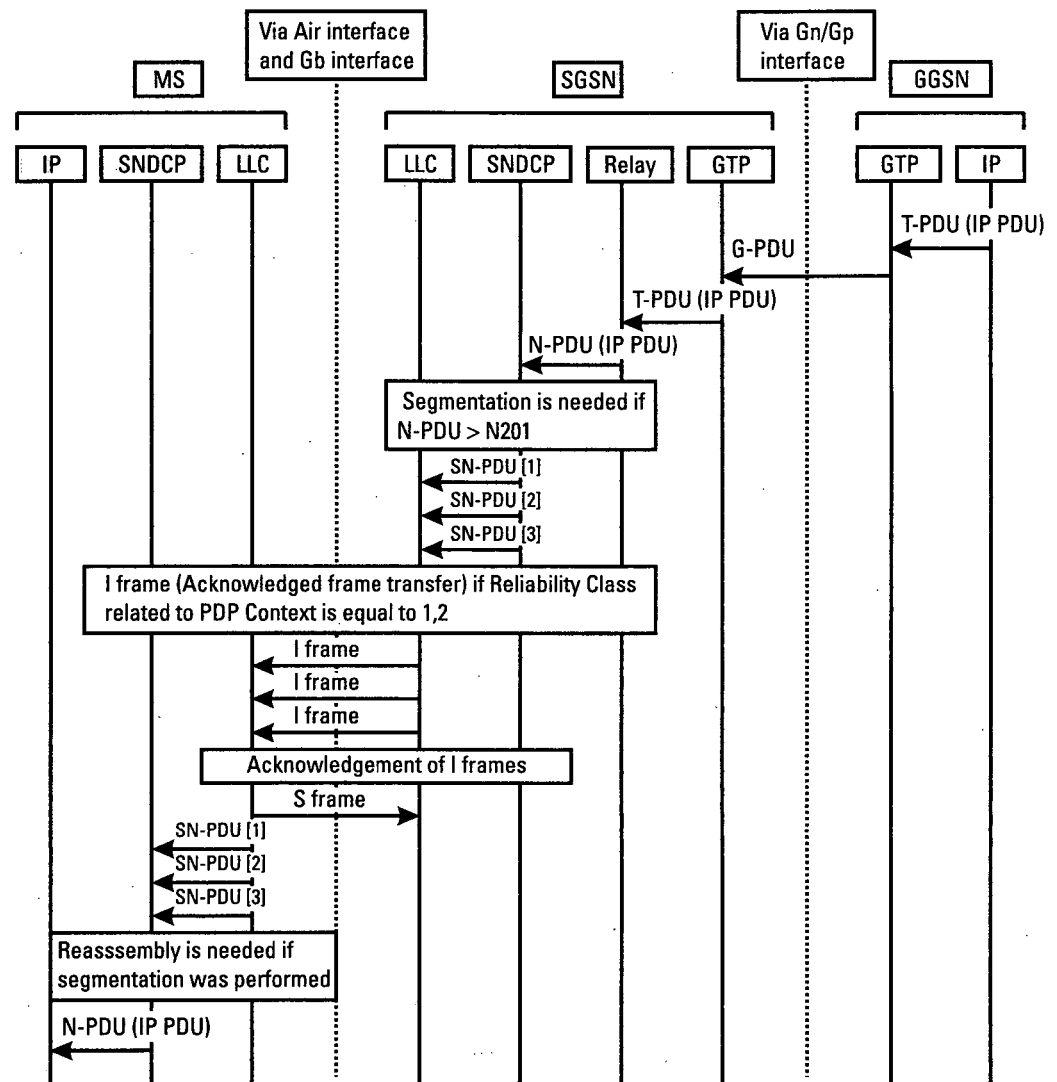 Via Air interface
and Gb interface
Via Gn/Gp
interface
MS
SGSN
GGSN
IP
SNDCP
LLC
LLC
SNDCP
Relay
GTP
GTP
IP
T-PDU (IP PDU)
G-PDU
T-PDU (IP PDU)
N-PDU (IP PDU)
Segmentation is needed if
N-PDU > N201
SN-PDU [1]
SN-PDU [2]
SN-PDU [3]
I frame (Acknowledged frame transfer) if Reliability Class
related to PDP Context is equal to 1,2
I frame
I frame
I frame
Acknowledgement of I frames
S frame
SN-PDU [1]
SN-PDU [2]
SN-PDU [3]
Reasssembly is needed if
segmentation was performed
N-PDU (IP PDU)